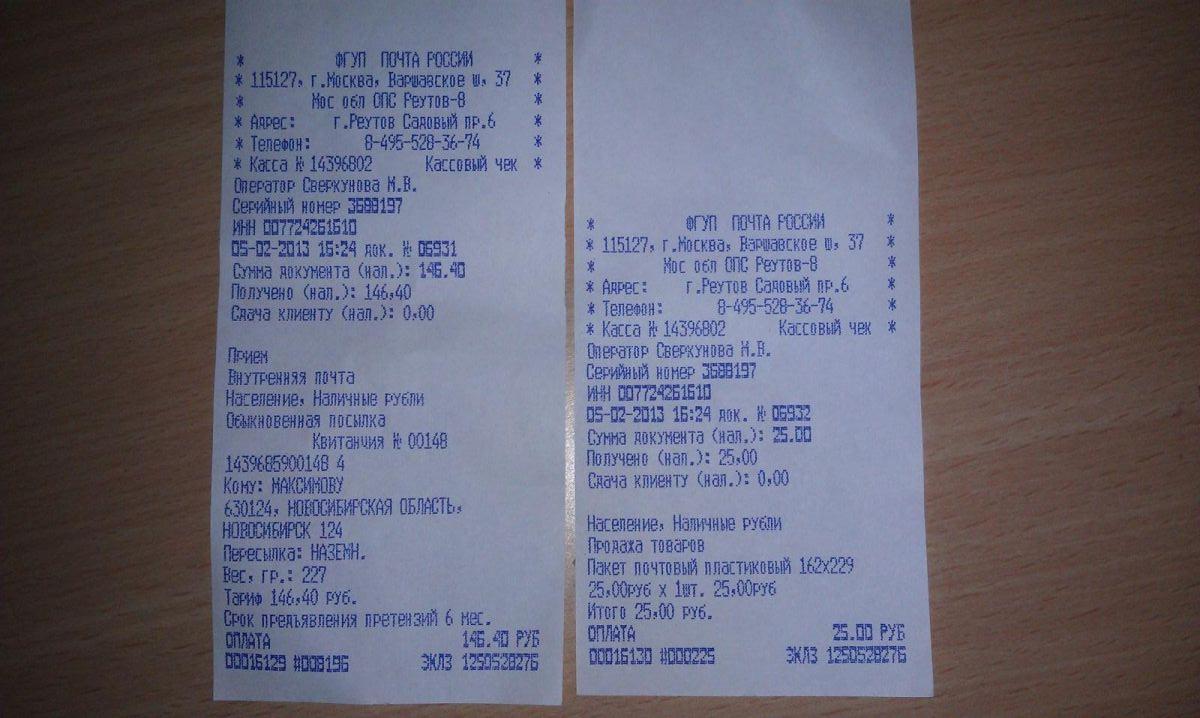 * ФГУП ПОЧТА РОССИИ *
* 115127, г.Москва, Варшавское ш, 37
* Мос обл ОПС Реутов-8 *
* Адрес: г.Реутов Садовый пр.6 *
* Телефон: 8-495-528-36-74 *
* Касса № 14396802 Кассовый чек *
Оператор Сверкунова М.В.
Серийный номер 3688197
ИНН 007724261610
05-02-2013 16:24 док. № 06931
Сумма документа (нал.): 146.40
Получено (нал.): 146,40
Сдача клиенту (нал.): 0,00
Прием
Внутренняя почта
Население, Наличные рубли
Обыкновенная посылка
Квитанция № 00148
1439685900148 4
Кому: МАКСИМОВУ
630124, НОВОСИБИРСКАЯ ОБЛАСТЬ,
НОВОСИБИРСК 124
Пересылка: НАЗЕМН.
Вес, гр.: 227
Тариф 146,40 руб.
Срок предъявления претензий 6 мес.
ОПЛАТА 146.40 РУБ
00016129 #008196 ЭКЛЗ 1250528276
* ФГУП ПОЧТА РОССИИ *
* 115127, г.Москва, Варшавское ш, 37 *
* Мос обл ОПС Реутов-8 *
* Адрес: г.Реутов Садовый пр.6 *
* Телефон: 8-495-528-36-74 *
* Касса № 14396802 Кассовый чек *
Оператор Сверкунова М.В.
Серийный номер 3688197
ИНН 007724261610
05-02-2013 16:24 док. № 06932
Сумма документа (нал.): 25.00
Получено (нал.): 25,00
Сдача клиенту (нал.): 0,00
Население, Наличные рубли
Продажа товаров
Пакет почтовый пластиковый 162x229
25,00руб x 1шт. 25,00руб
Итого 25,00 руб.
ОПЛАТА 25.00 РУБ
00016130 #000225 ЭКЛЗ 1250528276